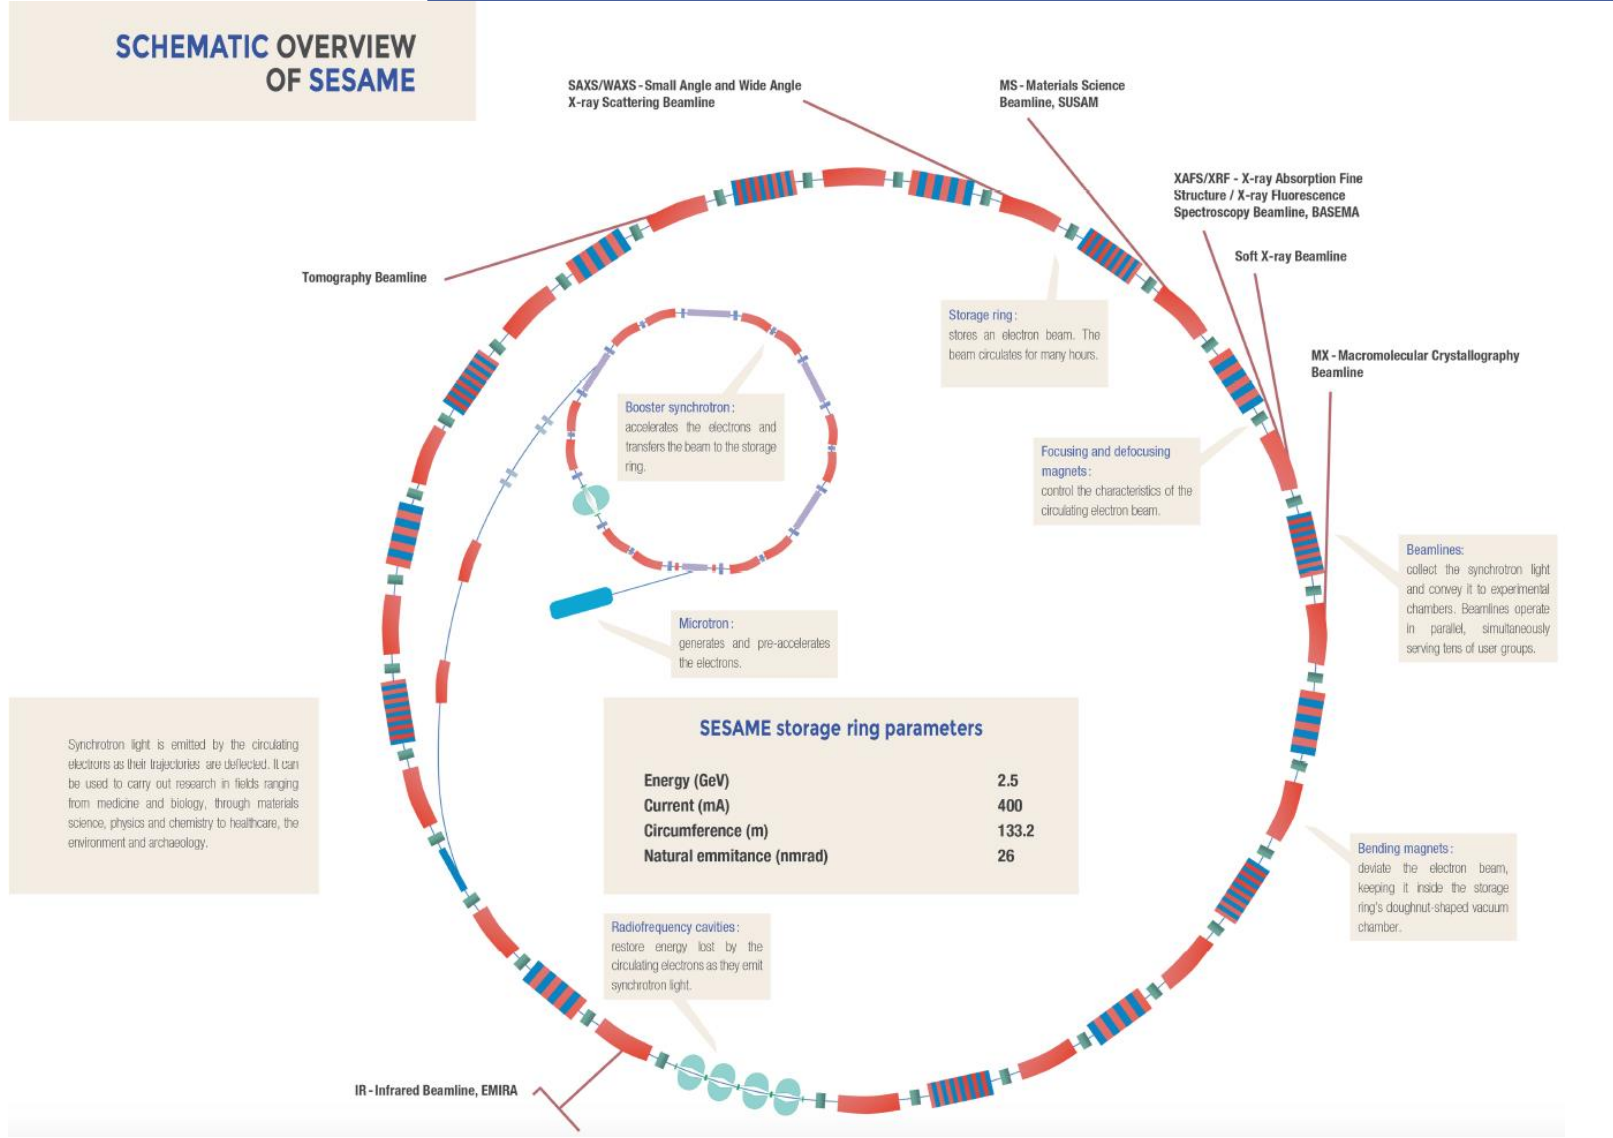 SCHEMATIC OVERVIEW
OF SESAME
SAXS/WAXS - Small Angle and Wide Angle
X-ray Scattering Beamline
MS - Materials Science
Beamline, SUSAM
XAFS/XRF - X-ray Absorption Fine
Structure / X-ray Fluorescence
Spectroscopy Beamline, BASEMA
Soft X-ray Beamline
Tomography Beamline
MX - Macromolecular Crystallography
Beamline
Storage ring:
stores an electron beam. The
beam circulates for many hours.
Booster synchrotron:
accelerates the electrons and
transfers the beam to the storage
ring.
Focusing and defocusing
magnets:
control the characteristics of the
circulating electron beam.
Beamlines:
collect the synchrotron light
and convey it to experimental
chambers. Beamlines operate
in parallel, simultaneously
serving tens of user groups.
Microtron:
generates and pre-accelerates
the electrons.
Synchrotron light is emitted by the circulating
electrons as their trajectories are deflected. It can
be used to carry out research in fields ranging
from medicine and biology, through materials
science, physics and chemistry to healthcare, the
environment and archaeology.
SESAME storage ring parameters
Energy (GeV) 2.5
Current (mA) 400
Circumference (m) 133.2
Natural emmitance (nmrad) 26
Bending magnets:
deviate the electron beam,
keeping it inside the storage
ring's doughnut-shaped vacuum
chamber.
Radiofrequency cavities:
restore energy lost by the
circulating electrons as they emit
synchrotron light.
IR - Infrared Beamline, EMIRA